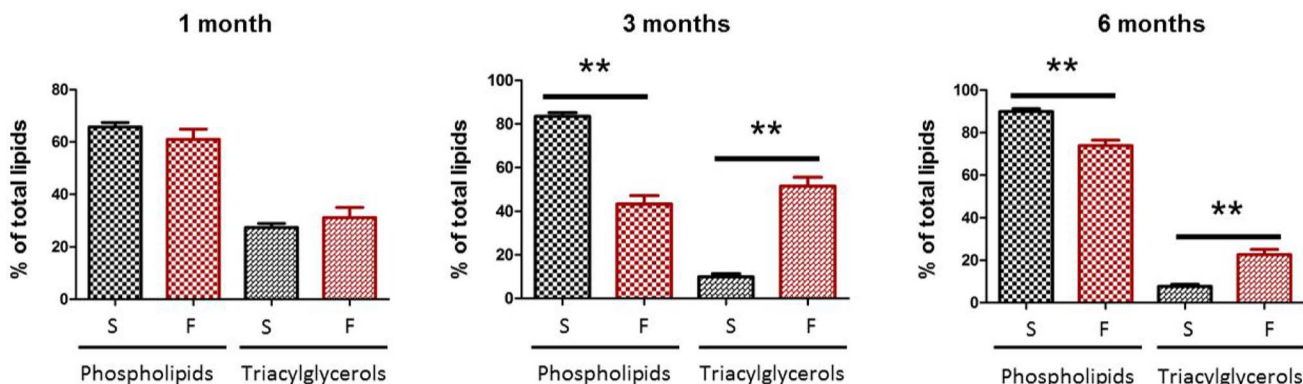 1 month
3 months
6 months
% of total lipids
80
60
40
20
0
S F S F
Phospholipids Triacylglycerols
% of total lipids
100
80
60
40
20
0
**
**
S F S F
Phospholipids Triacylglycerols
% of total lipids
100
80
60
40
20
0
**
**
S F S F
Phospholipids Triacylglycerols